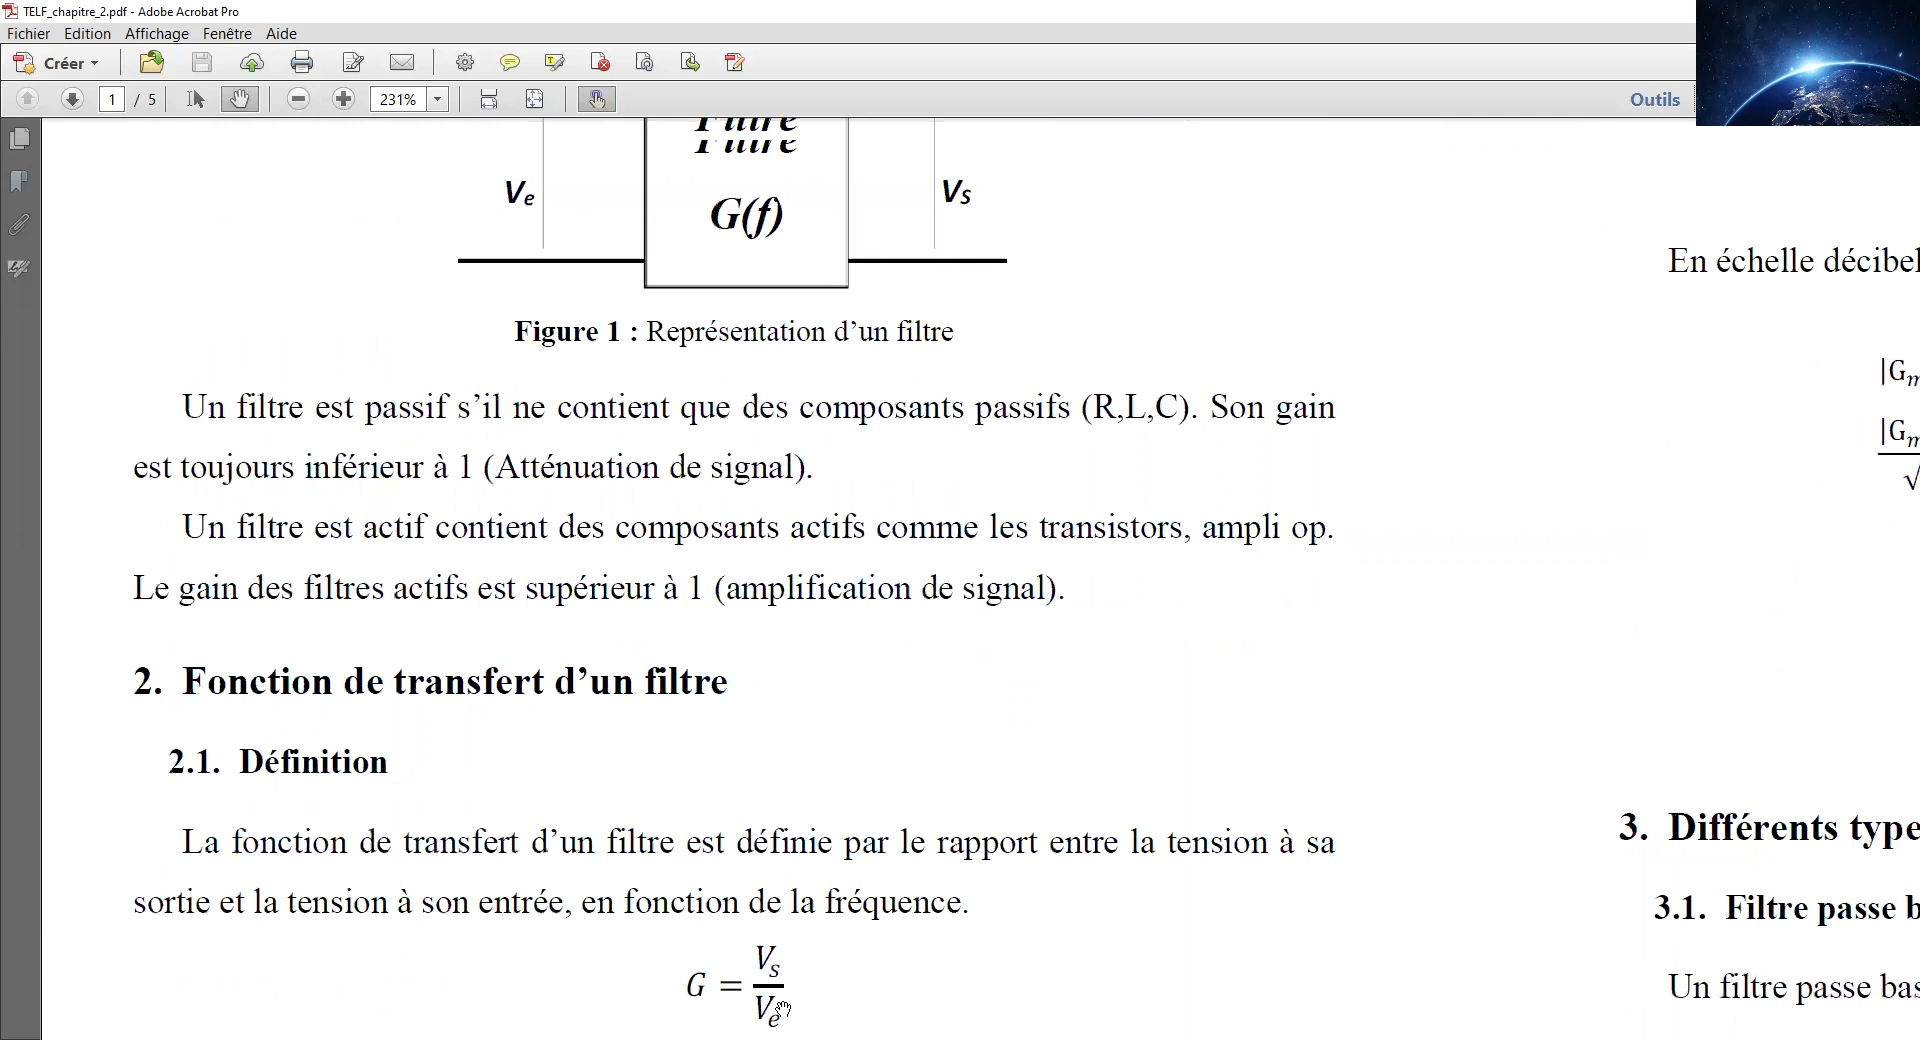 TELF_chapitre_2.pdf - Adobe Acrobat Pro
Fichier Edition Affichage Fenêtre Aide
Créer
1 / 5 231% Outils
Filtre
Filtre
Ve
G(f)
VS
Figure 1 : Représentation d’un filtre
Un filtre est passif s’il ne contient que des composants passifs (R,L,C). Son gain
est toujours inférieur à 1 (Atténuation de signal).
Un filtre est actif contient des composants actifs comme les transistors, ampli op.
Le gain des filtres actifs est supérieur à 1 (amplification de signal).
2. Fonction de transfert d’un filtre
2.1. Définition
La fonction de transfert d’un filtre est définie par le rapport entre la tension à sa
sortie et la tension à son entrée, en fonction de la fréquence.
G = Vs
Ve
En échelle décibel
|Gm
|Gm
√
3. Différents type
3.1. Filtre passe b
Un filtre passe bas